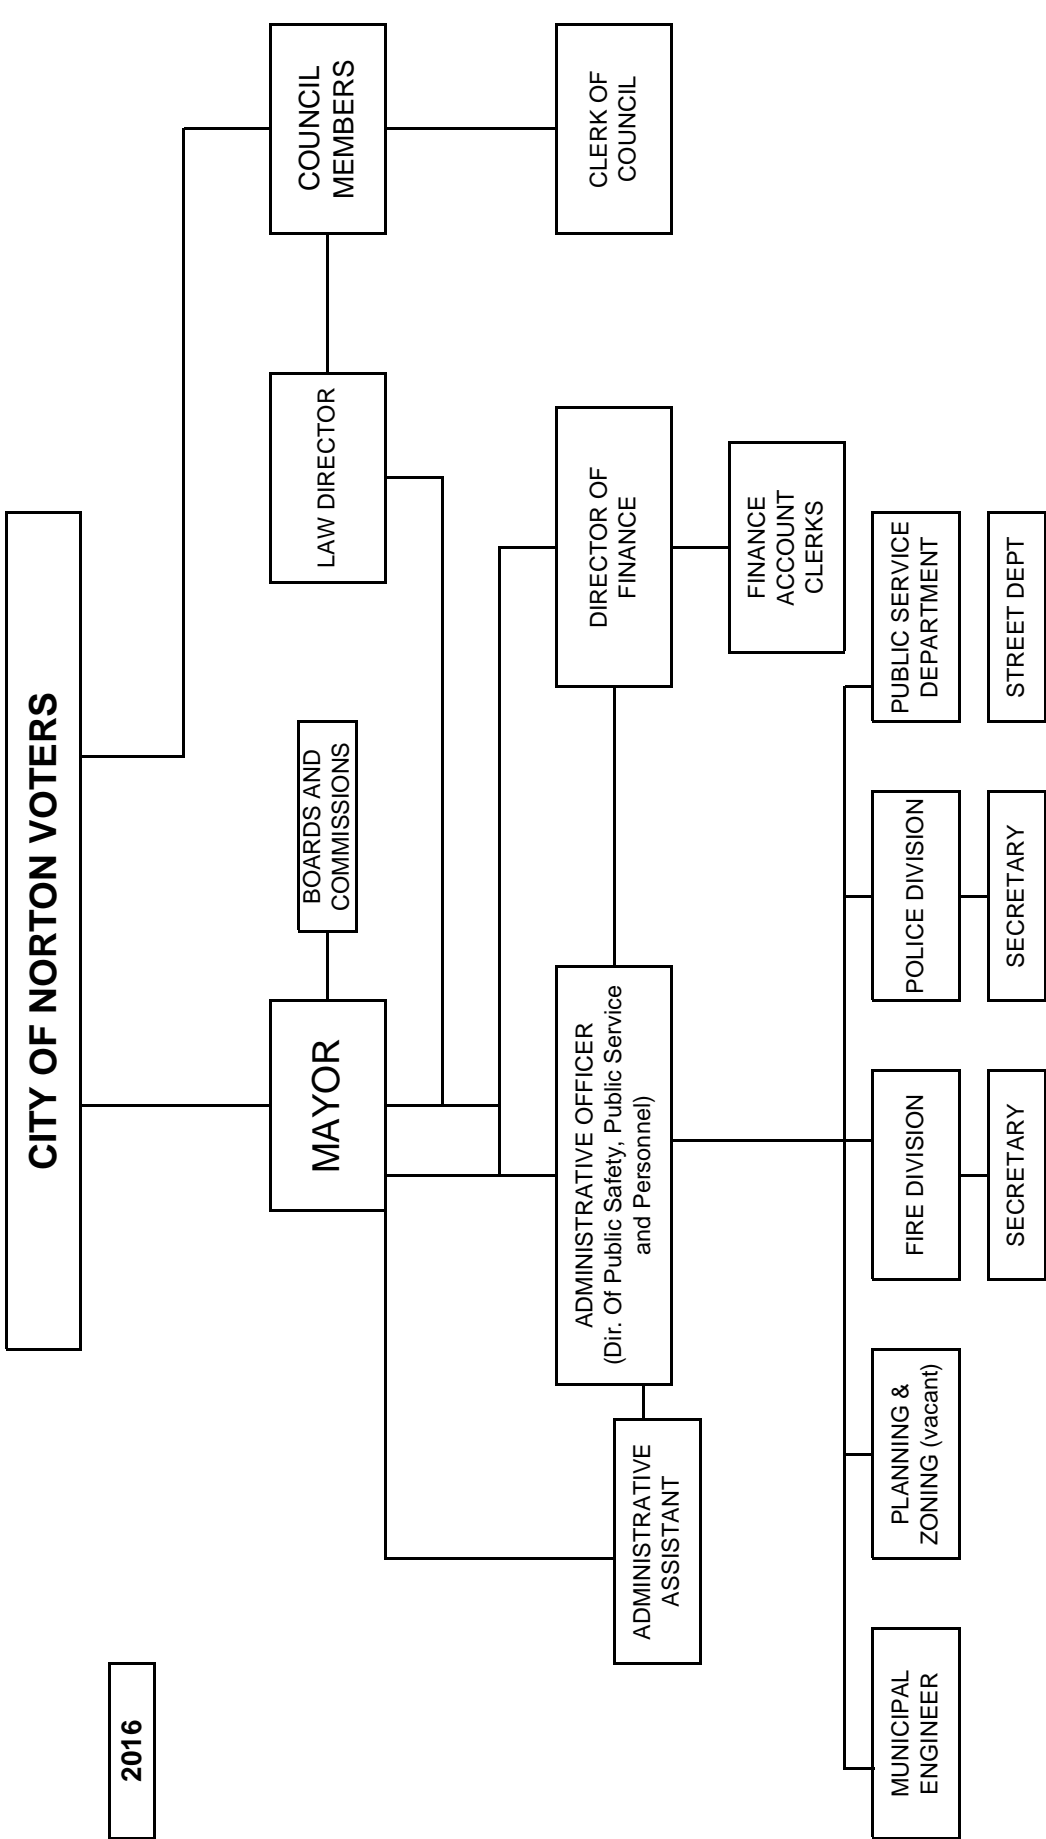 CITY OF NORTON VOTERS
2016
MAYOR
BOARDS AND
COMMISSIONS
LAW DIRECTOR
COUNCIL
MEMBERS
ADMINISTRATIVE OFFICER
(Dir. Of Public Safety, Public Service
and Personnel)
DIRECTOR OF
FINANCE
CLERK OF
COUNCIL
ADMINISTRATIVE
ASSISTANT
FINANCE
ACCOUNT
CLERKS
MUNICIPAL
ENGINEER
PLANNING &
ZONING (vacant)
FIRE DIVISION
POLICE DIVISION
PUBLIC SERVICE
DEPARTMENT
SECRETARY
SECRETARY
STREET DEPT